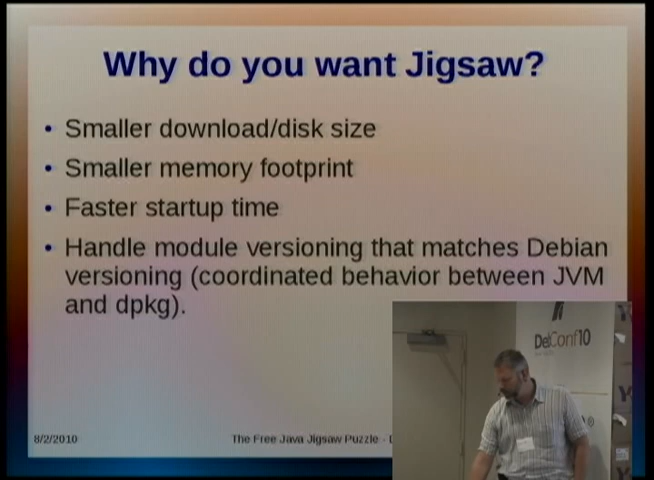 Why do you want Jigsaw?
• Smaller download/disk size
• Smaller memory footprint
• Faster startup time
• Handle module versioning that matches Debian
versioning (coordinated behavior between JVM
and dpkg).
8/2/2010
The Free Java Jigsaw Puzzle -
DebConf10